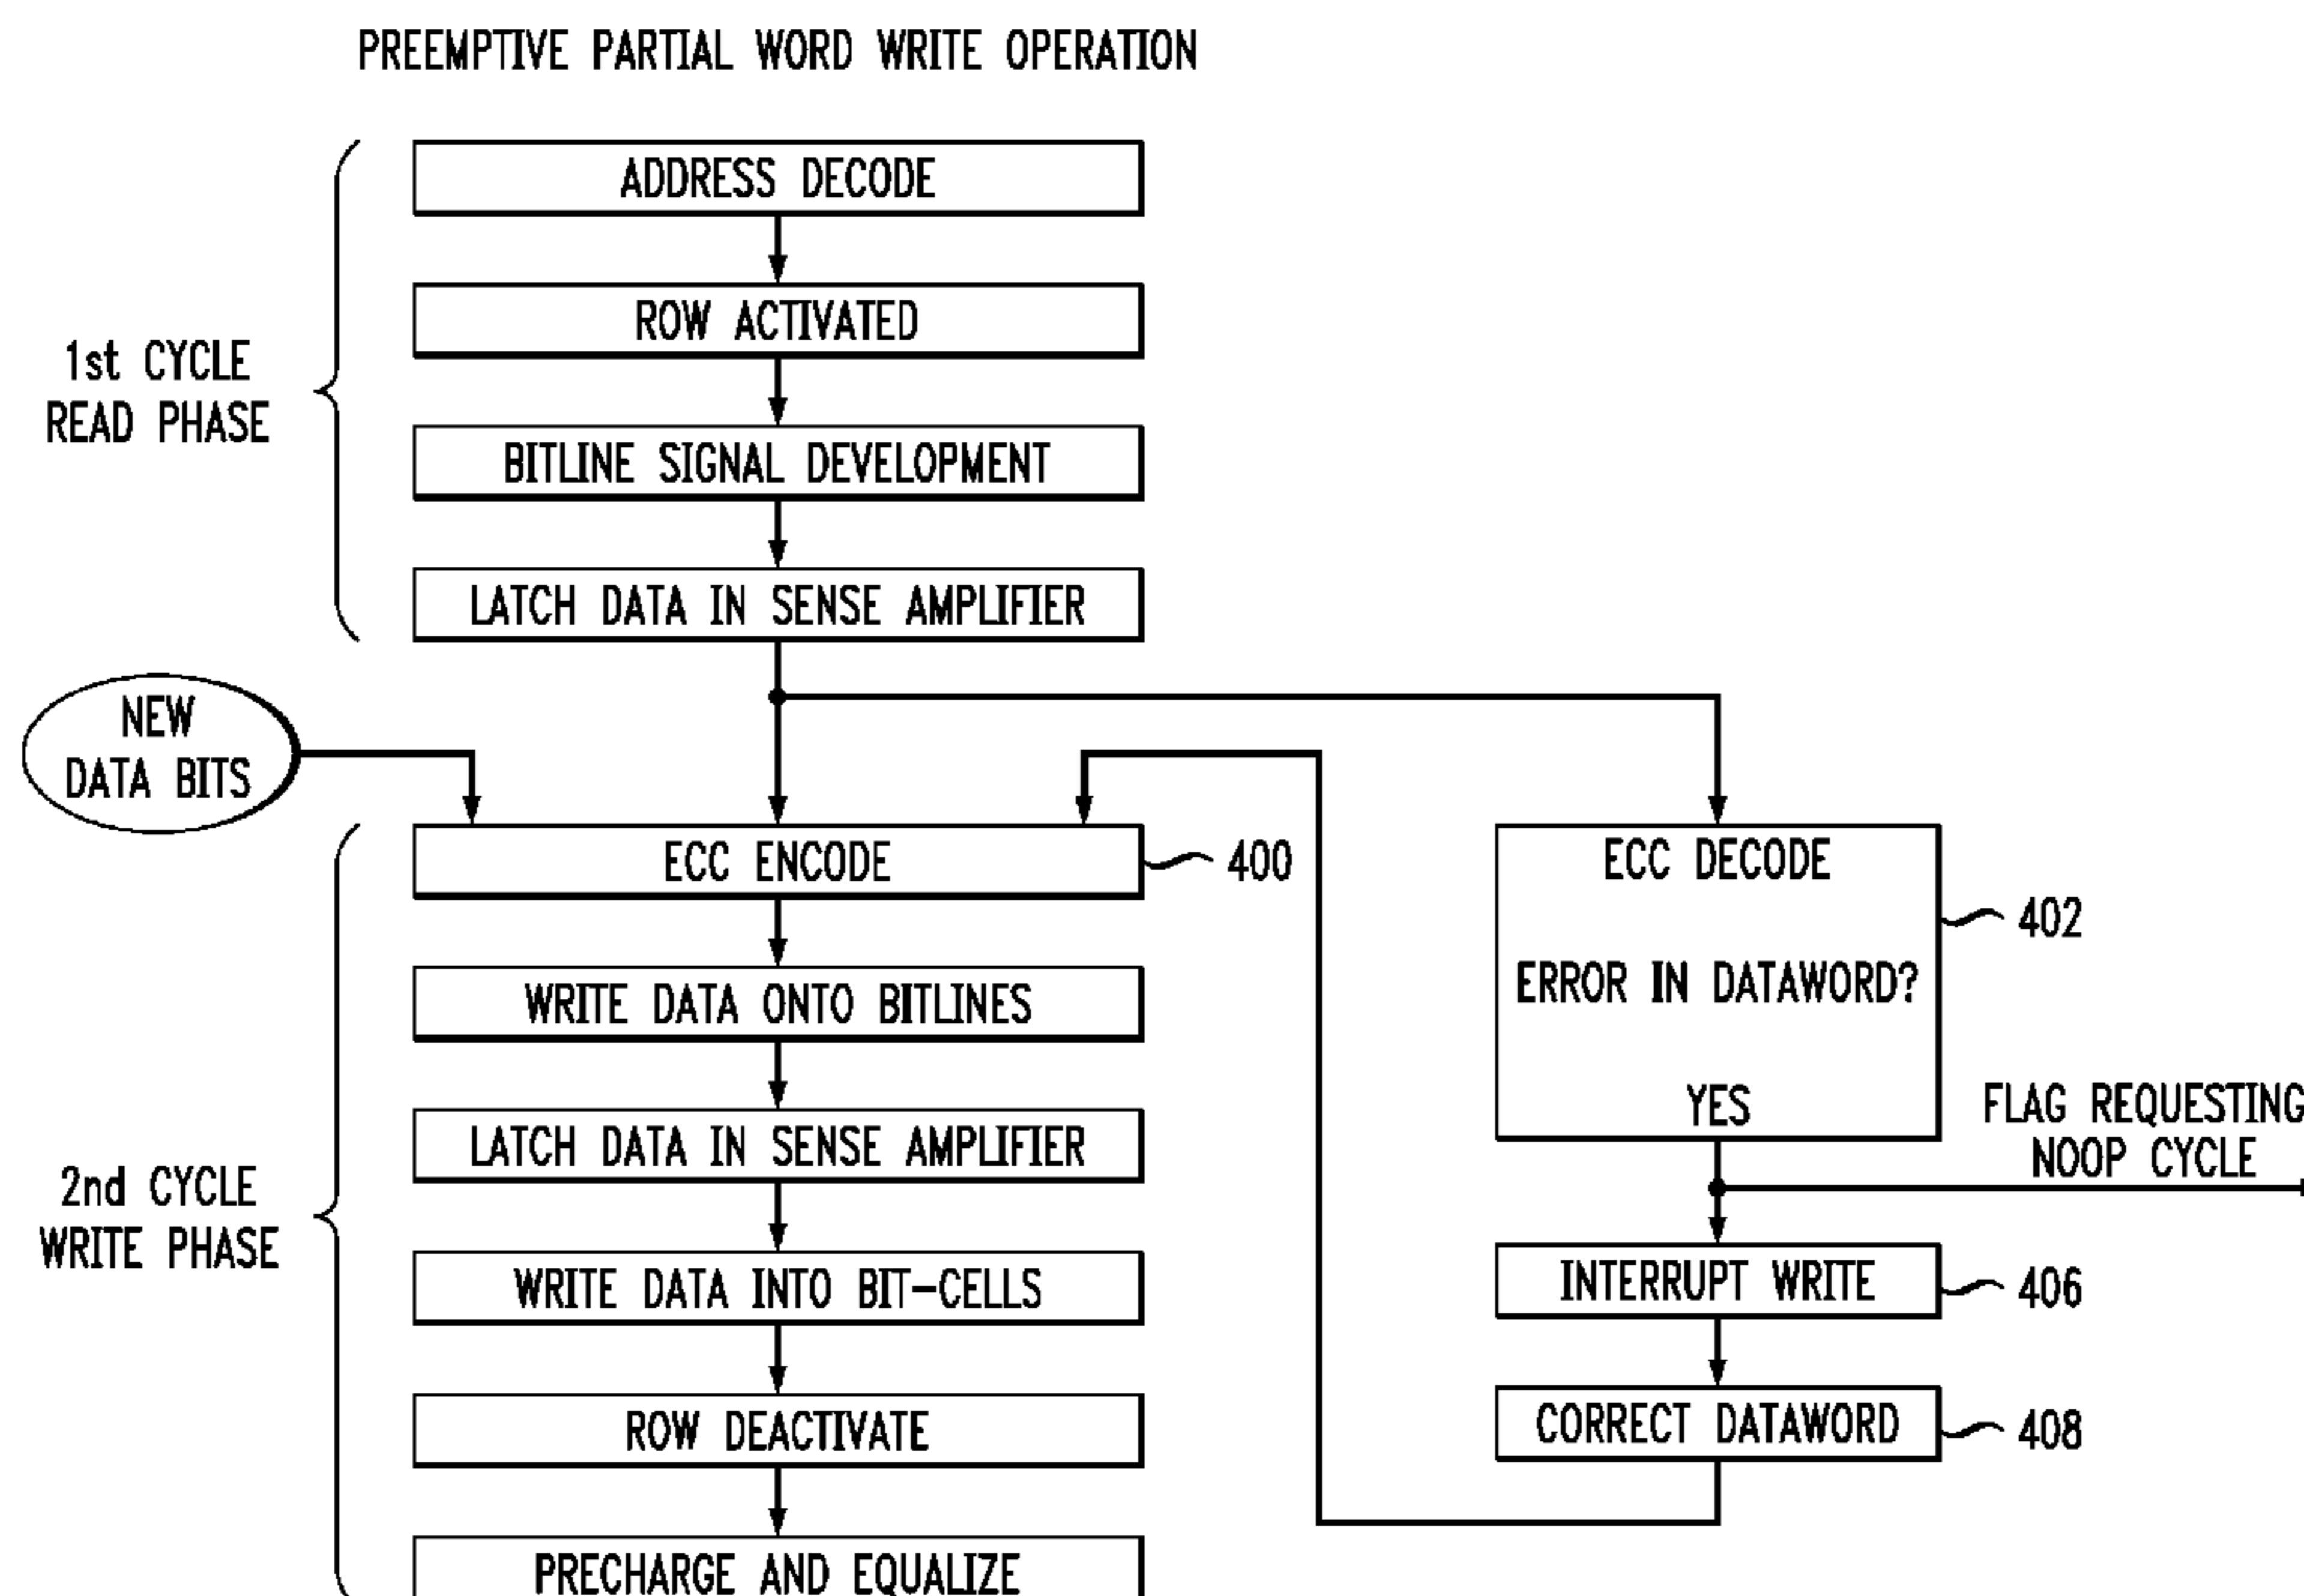 PREEMPTIVE PARTIAL WORD WRITE OPERATION
ADDRESS DECODE
ROW ACTIVATED
1st CYCLE
READ PHASE
BITLINE SIGNAL DEVELOPMENT
LATCH DATA IN SENSE AMPLIFIER
NEW
DATA BITS
ECC ENCODE
400
ECC DECODE
402
ERROR IN DATAWORD?
YES
WRITE DATA ONTO BITLINES
LATCH DATA IN SENSE AMPLIFIER
FLAG REQUESTING
NOOP CYCLE
2nd CYCLE
WRITE PHASE
WRITE DATA INTO BIT-CELLS
INTERRUPT WRITE
406
ROW DEACTIVATE
CORRECT DATAWORD
408
PRECHARGE AND EQUALIZE